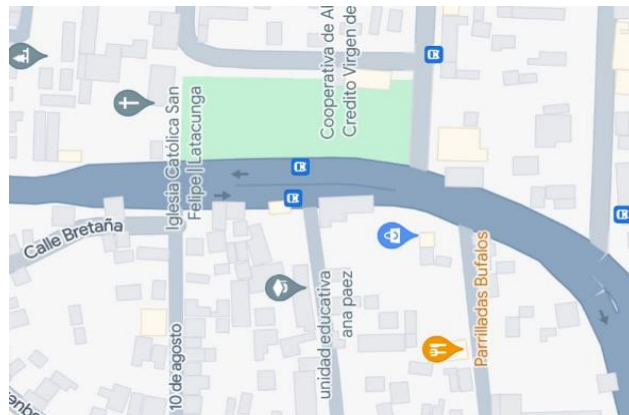 Iglesia Católica San
Felipe | Latacunga
Cooperativa de Al
Credito Virgen de
Calle Bretaña
10 de agosto
unidad educativa
ana paez
Parrilladas Bufalos